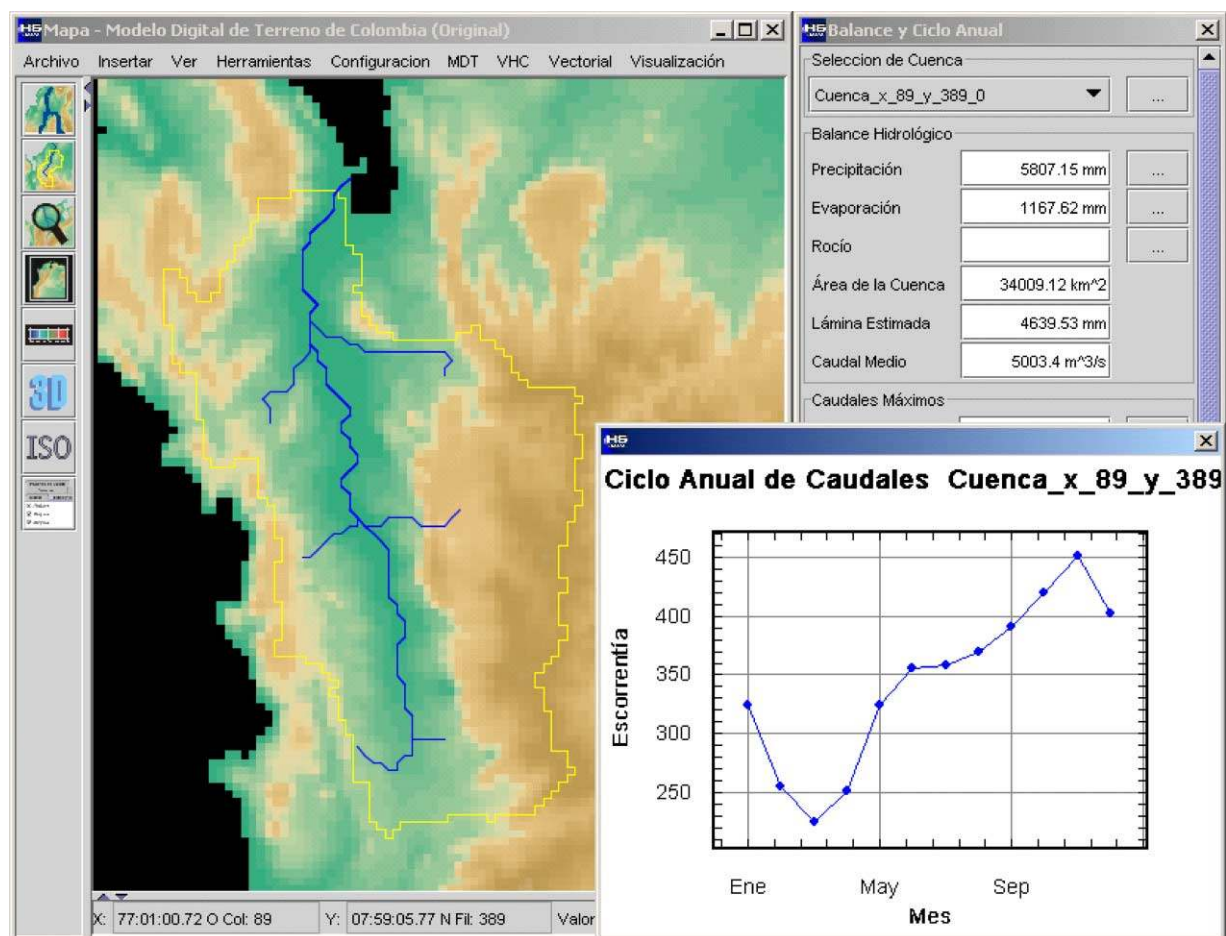 Mapa - Modelo Digital de Terreno de Colombia (Original)
Archivo Insertar Ver Herramientas Configuracion MDT VHC Vectorial Visualización
3D
ISO
X: 77:01:00.72 O Col: 89 Y: 07:59:05.77 N Fil: 389 Valor
Balance y Ciclo Anual
Seleccion de Cuenca
Cuenca_x_89_y_389_0 ...
Balance Hidrológico
Precipitación 5807.15 mm ...
Evaporación 1167.62 mm ...
Rocío ...
Área de la Cuenca 34009.12 km^2
Lámina Estimada 4639.53 mm
Caudal Medio 5003.4 m^3/s
Caudales Máximos
Ciclo Anual de Caudales Cuenca_x_89_y_389
Escorrentía
450
400
350
300
250
Ene May Sep
Mes